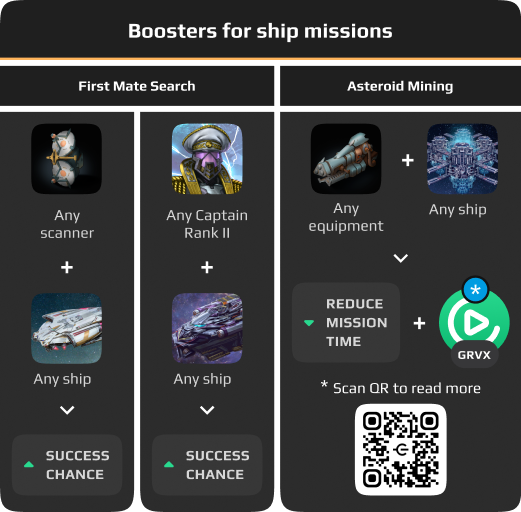 Boosters for ship missions
First Mate Search
Any
scanner
+
Any ship
SUCCESS
CHANCE
Any Captain
Rank II
+
Any ship
SUCCESS
CHANCE
Asteroid Mining
Any
equipment
+
Any ship
REDUCE
MISSION
TIME
+
*
GRVX
* Scan QR to read more